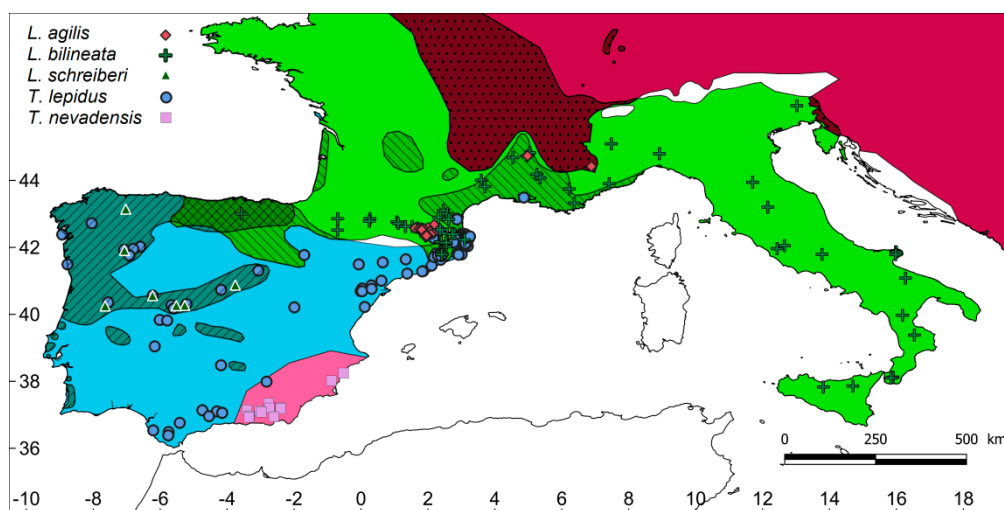 L. agilis
L. bilineata
L. schreiberi
T. lepidus
T. nevadensis
44
42
40
38
36
0 250 500 km
-10 -8 -6 -4 -2 0 2 4 6 8 10 12 14 16 18